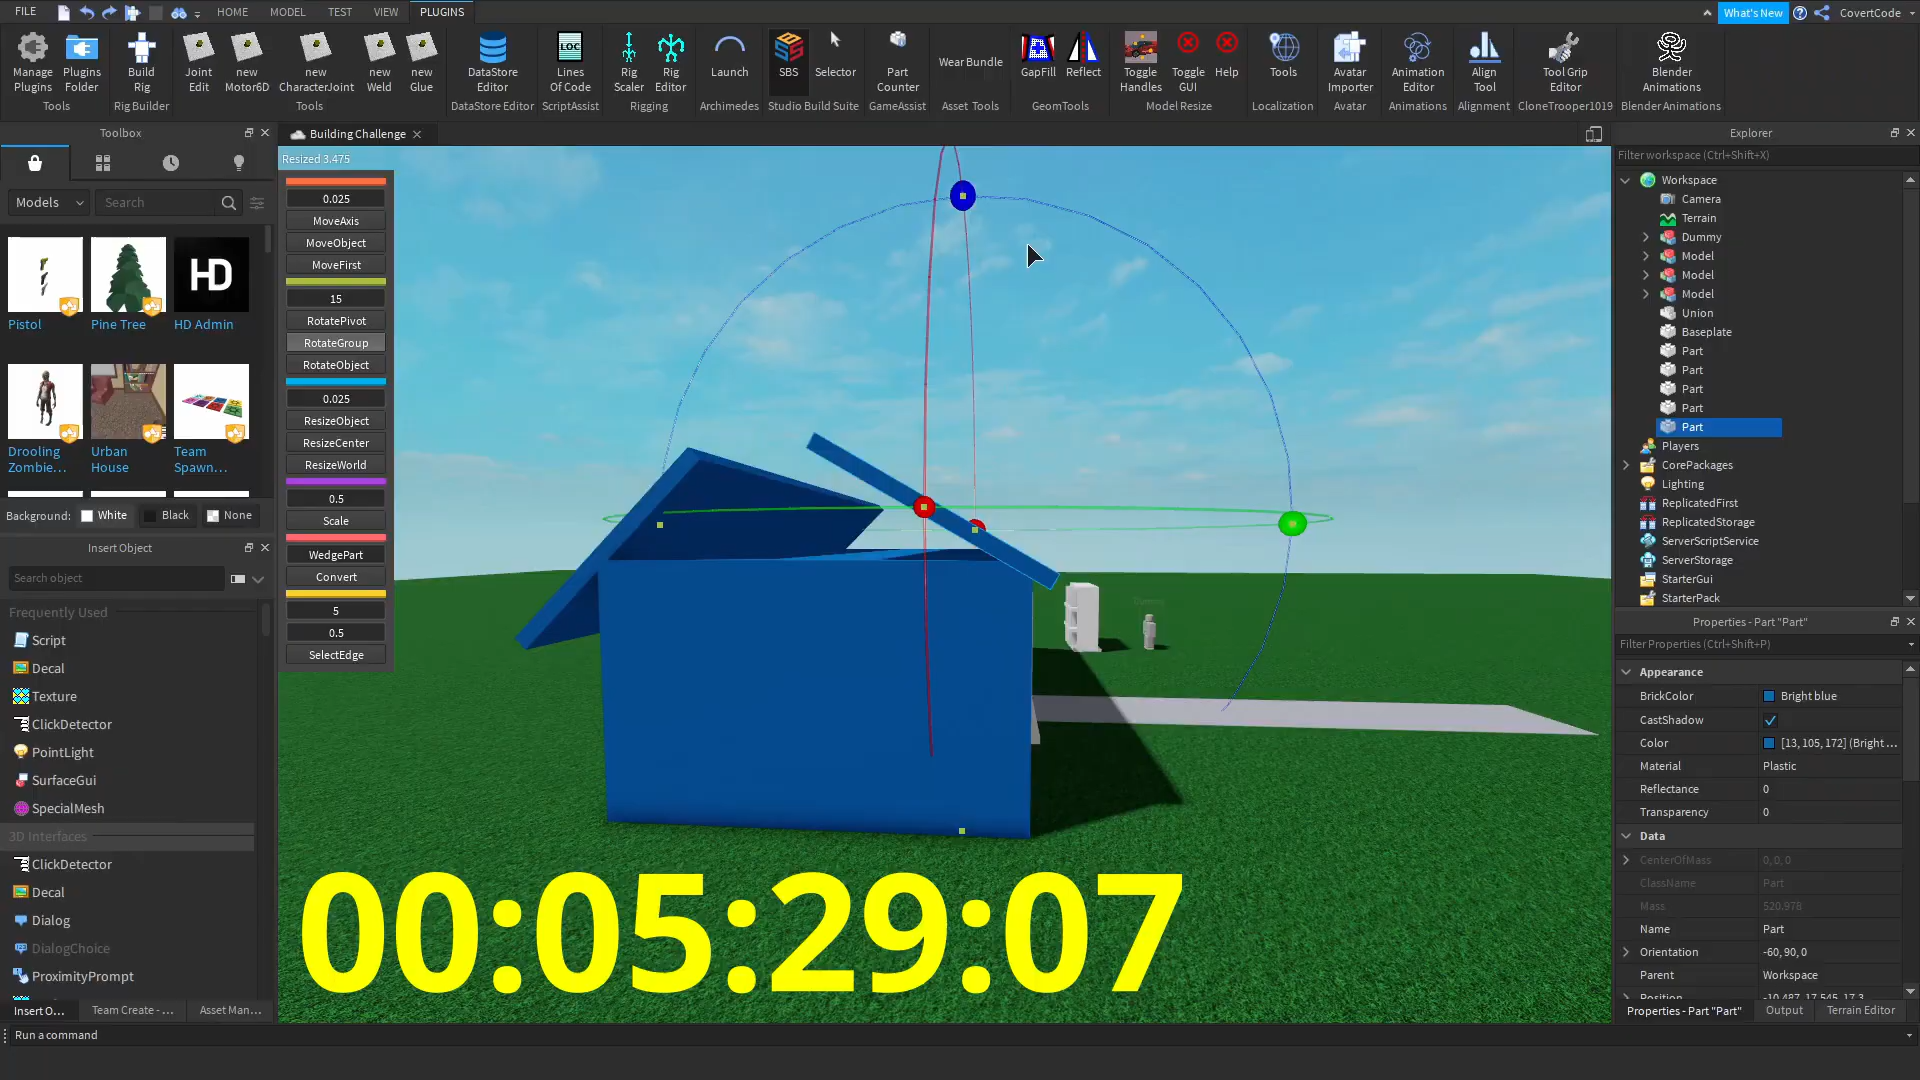 FILE
HOME
MODEL
TEST
VIEW
PLUGINS
What's New
CovertCode
Manage
Plugins
Plugins
Folder
Tools
Build
Rig
Rig Builder
Joint
Edit
new
Motor6D
new
CharacterJoint
new
Weld
new
Glue
Tools
DataStore
Editor
DataStore Editor
LOC
Lines
Of Code
ScriptAssist
Rig
Scaler
Rig
Editor
Rigging
Launch
Archimedes
SBS
Selector
Studio Build Suite
Part
Counter
GameAssist
Wear Bundle
Asset Tools
GapFill
Reflect
GeomTools
Toggle
Handles
Toggle
GUI
Help
Model Resize
Tools
Localization
Avatar
Importer
Avatar
Animation
Editor
Animations
Align
Tool
Alignment
Tool Grip
Editor
CloneTrooper1019
Blender
Animations
Blender Animations
Toolbox
Models
Search
Pistol
Pine Tree
HD
HD Admin
Drooling
Zombie...
Urban
House
Team
Spawn...
Background:
White
Black
None
Insert Object
Search object
Frequently Used
Script
Decal
Texture
ClickDetector
PointLight
SurfaceGui
SpecialMesh
3D Interfaces
ClickDetector
Decal
Dialog
DialogChoice
ProximityPrompt
Insert O...
Team Create - ...
Asset Man...
Run a command
Building Challenge
Resized 3.475
0.025
MoveAxis
MoveObject
MoveFirst
15
RotatePivot
RotateGroup
RotateObject
0.025
ResizeObject
ResizeCenter
ResizeWorld
0.5
Scale
WedgePart
Convert
5
0.5
SelectEdge
00:05:29:07
Explorer
Filter workspace (Ctrl+Shift+X)
Workspace
Camera
Terrain
Dummy
Model
Model
Model
Union
Baseplate
Part
Part
Part
Part
Part
Players
CorePackages
Lighting
ReplicatedFirst
ReplicatedStorage
ServerScriptService
ServerStorage
StarterGui
StarterPack
Properties - Part "Part"
Filter Properties (Ctrl+Shift+P)
Appearance
BrickColor
Bright blue
CastShadow
Color
[13, 105, 172] (Bright ...
Material
Plastic
Reflectance
0
Transparency
0
Data
CenterOfMass
0, 0, 0
ClassName
Part
Mass
520.978
Name
Part
Orientation
-60, 90, 0
Parent
Workspace
Position
-10.487, 17.545, 17.3...
Properties - Part "Part"
Output
Terrain Editor